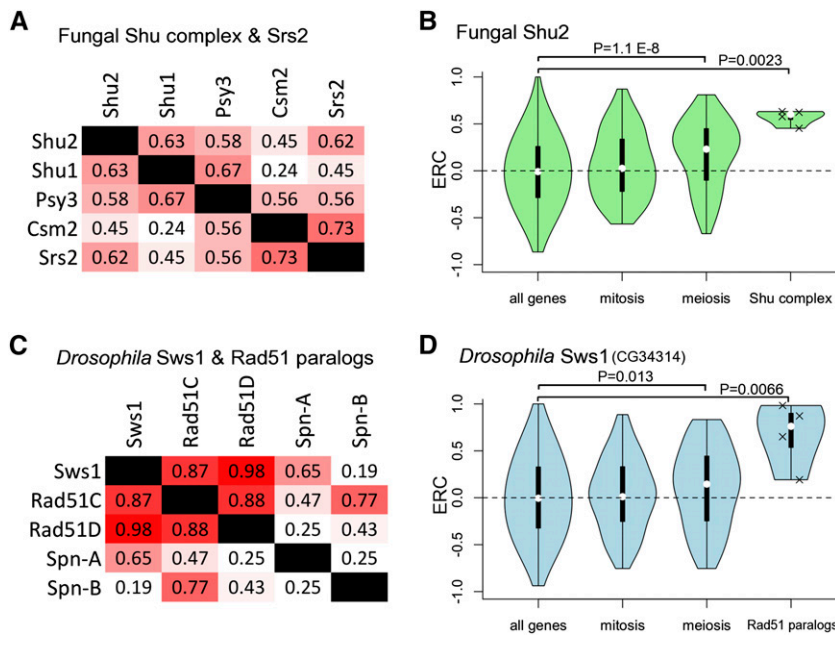 A
Fungal Shu complex & Srs2
Shu2 Shu1 Psy3 Csm2 Srs2
Shu2 0.63 0.58 0.45 0.62
Shu1 0.63 0.67 0.24 0.45
Psy3 0.58 0.67 0.56 0.56
Csm2 0.45 0.24 0.56 0.73
Srs2 0.62 0.45 0.56 0.73
B
Fungal Shu2
P=1.1 E-8
P=0.0023
ERC
1.0
0.5
0.0
-0.5
-1.0
all genes mitosis meiosis Shu complex
C
Drosophila Sws1 & Rad51 paralogs
Sws1 Rad51C Rad51D Spn-A Spn-B
Sws1 0.87 0.98 0.65 0.19
Rad51C 0.87 0.88 0.47 0.77
Rad51D 0.98 0.88 0.25 0.43
Spn-A 0.65 0.47 0.25 0.25
Spn-B 0.19 0.77 0.43 0.25
D
Drosophila Sws1 (CG34314)
P=0.013
P=0.0066
ERC
1.0
0.5
0.0
-0.5
-1.0
all genes mitosis meiosis Rad51 paralogs